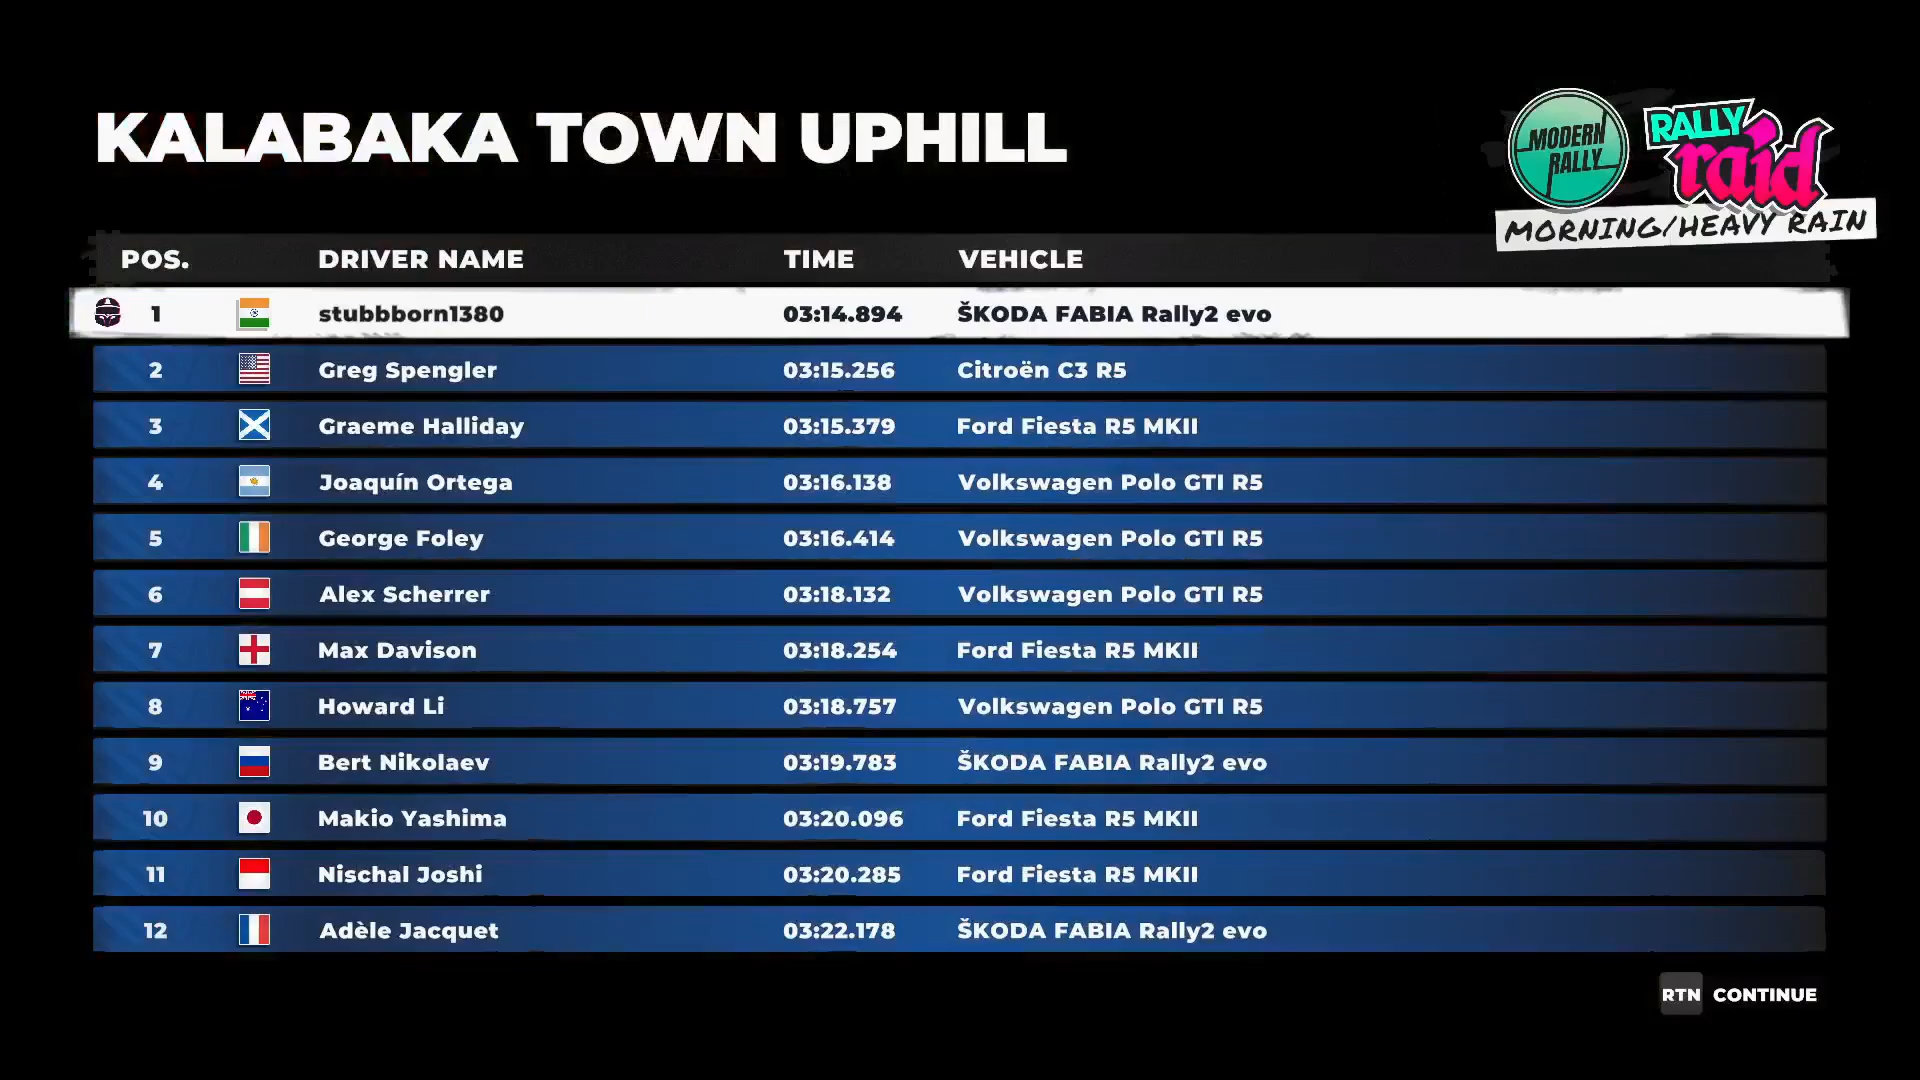 KALABAKA TOWN UPHILL
MODERN RALLY
RALLY raid
MORNING/HEAVY RAIN
POS. DRIVER NAME TIME VEHICLE
1 stubbborn1380 03:14.894 ŠKODA FABIA Rally2 evo
2 Greg Spengler 03:15.256 Citroën C3 R5
3 Graeme Halliday 03:15.379 Ford Fiesta R5 MKII
4 Joaquín Ortega 03:16.138 Volkswagen Polo GTI R5
5 George Foley 03:16.414 Volkswagen Polo GTI R5
6 Alex Scherrer 03:18.132 Volkswagen Polo GTI R5
7 Max Davison 03:18.254 Ford Fiesta R5 MKII
8 Howard Li 03:18.757 Volkswagen Polo GTI R5
9 Bert Nikolaev 03:19.783 ŠKODA FABIA Rally2 evo
10 Makio Yashima 03:20.096 Ford Fiesta R5 MKII
11 Nischal Joshi 03:20.285 Ford Fiesta R5 MKII
12 Adèle Jacquet 03:22.178 ŠKODA FABIA Rally2 evo
RTN CONTINUE